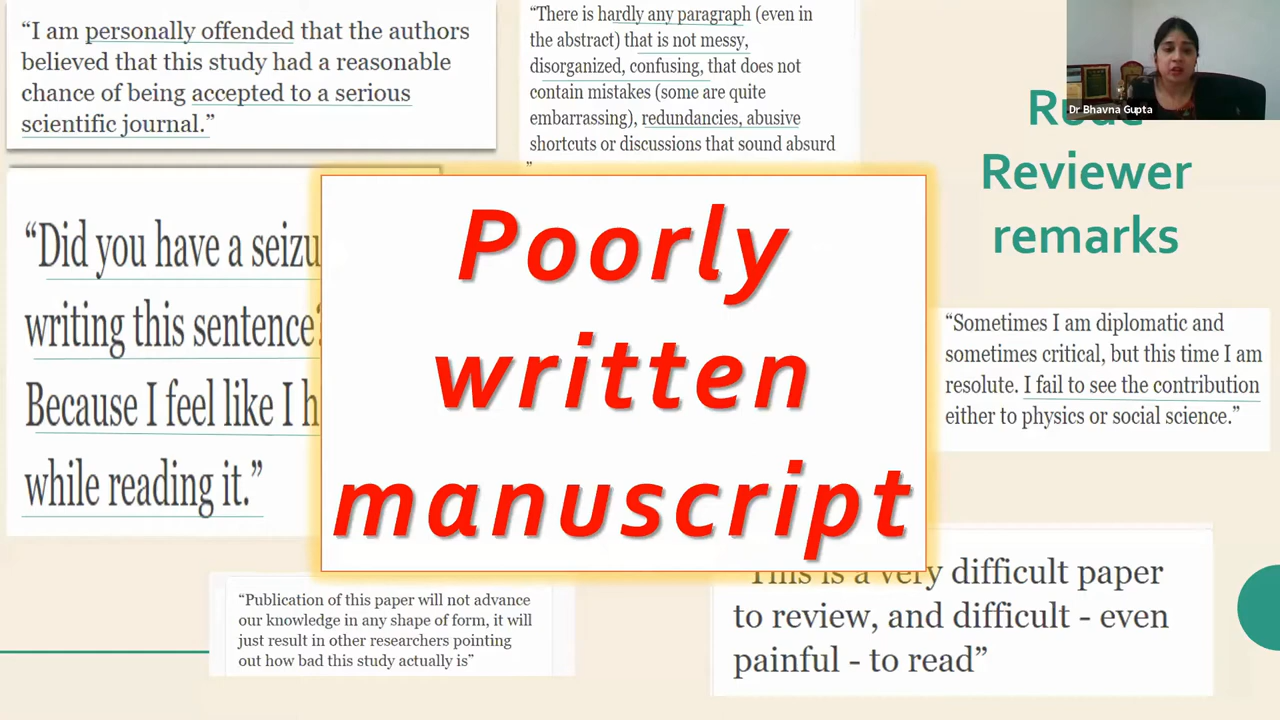 “I am personally offended that the authors
believed that this study had a reasonable
chance of being accepted to a serious
scientific journal.”
“There is hardly any paragraph (even in
the abstract) that is not messy,
disorganized, confusing, that does not
contain mistakes (some are quite
embarrassing), redundancies, abusive
shortcuts or discussions that sound absurd
”
Dr Bhavna Gupta
Reviewer
remarks
“Did you have a
writing this sentence?
Because I feel like I
while reading it.”
Poorly
written
manuscript
“Sometimes I am diplomatic and
sometimes critical, but this time I am
resolute. I fail to see the contribution
either to physics or social science.”
“Publication of this paper will not advance
our knowledge in any shape of form, it will
just result in other researchers pointing
out how bad this study actually is”
This is a very difficult paper
to review, and difficult - even
painful - to read”